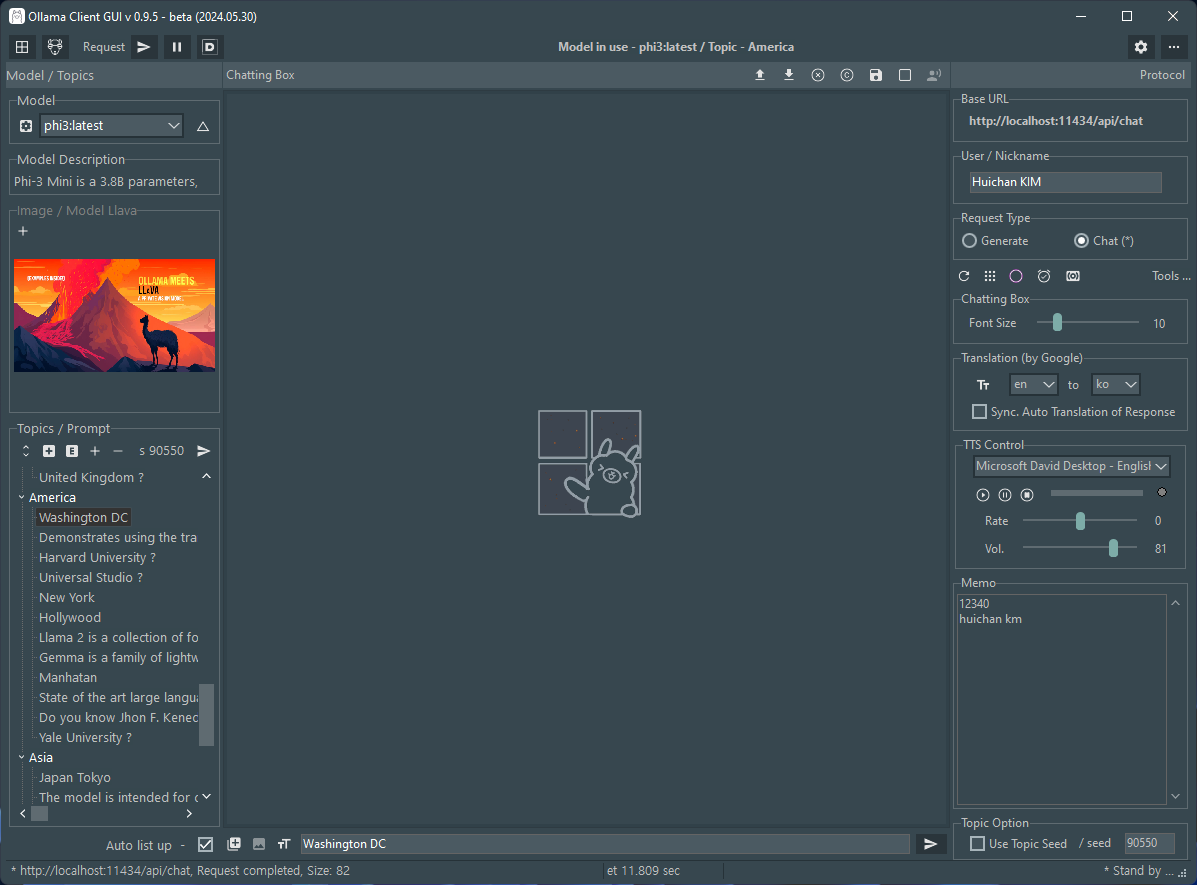 Ollama Client GUI v 0.9.5 - beta (2024.05.30)
Request
D
Model in use - phi3:latest / Topic - America
Model / Topics
Chatting Box
Protocol
Model
phi3:latest
Model Description
Phi-3 Mini is a 3.8B parameters,
Image / Model Llava
(EXAMPLES INSIDE!)
OLLAMA MEETS
LLaVA
A PRIVATE VISION MODEL
Topics / Prompt
E
s 90550
United Kingdom ?
America
Washington DC
Demonstrates using the tra
Harvard University ?
Universal Studio ?
New York
Hollywood
Llama 2 is a collection of fo
Gemma is a family of lightw
Manhatan
State of the art large langua
Do you know Jhon F. Kenec
Yale University ?
Asia
Japan Tokyo
The model is intended for c
Base URL
http://localhost:11434/api/chat
User / Nickname
Huichan KIM
Request Type
Generate
Chat (*)
Tools ...
Chatting Box
Font Size
10
Translation (by Google)
en
to
ko
Sync. Auto Translation of Response
TTS Control
Microsoft David Desktop - English
Rate
0
Vol.
81
Memo
12340
huichan km
Topic Option
Use Topic Seed
/ seed
90550
Auto list up -
Washington DC
* http://localhost:11434/api/chat, Request completed, Size: 82
et 11.809 sec
* Stand by ...